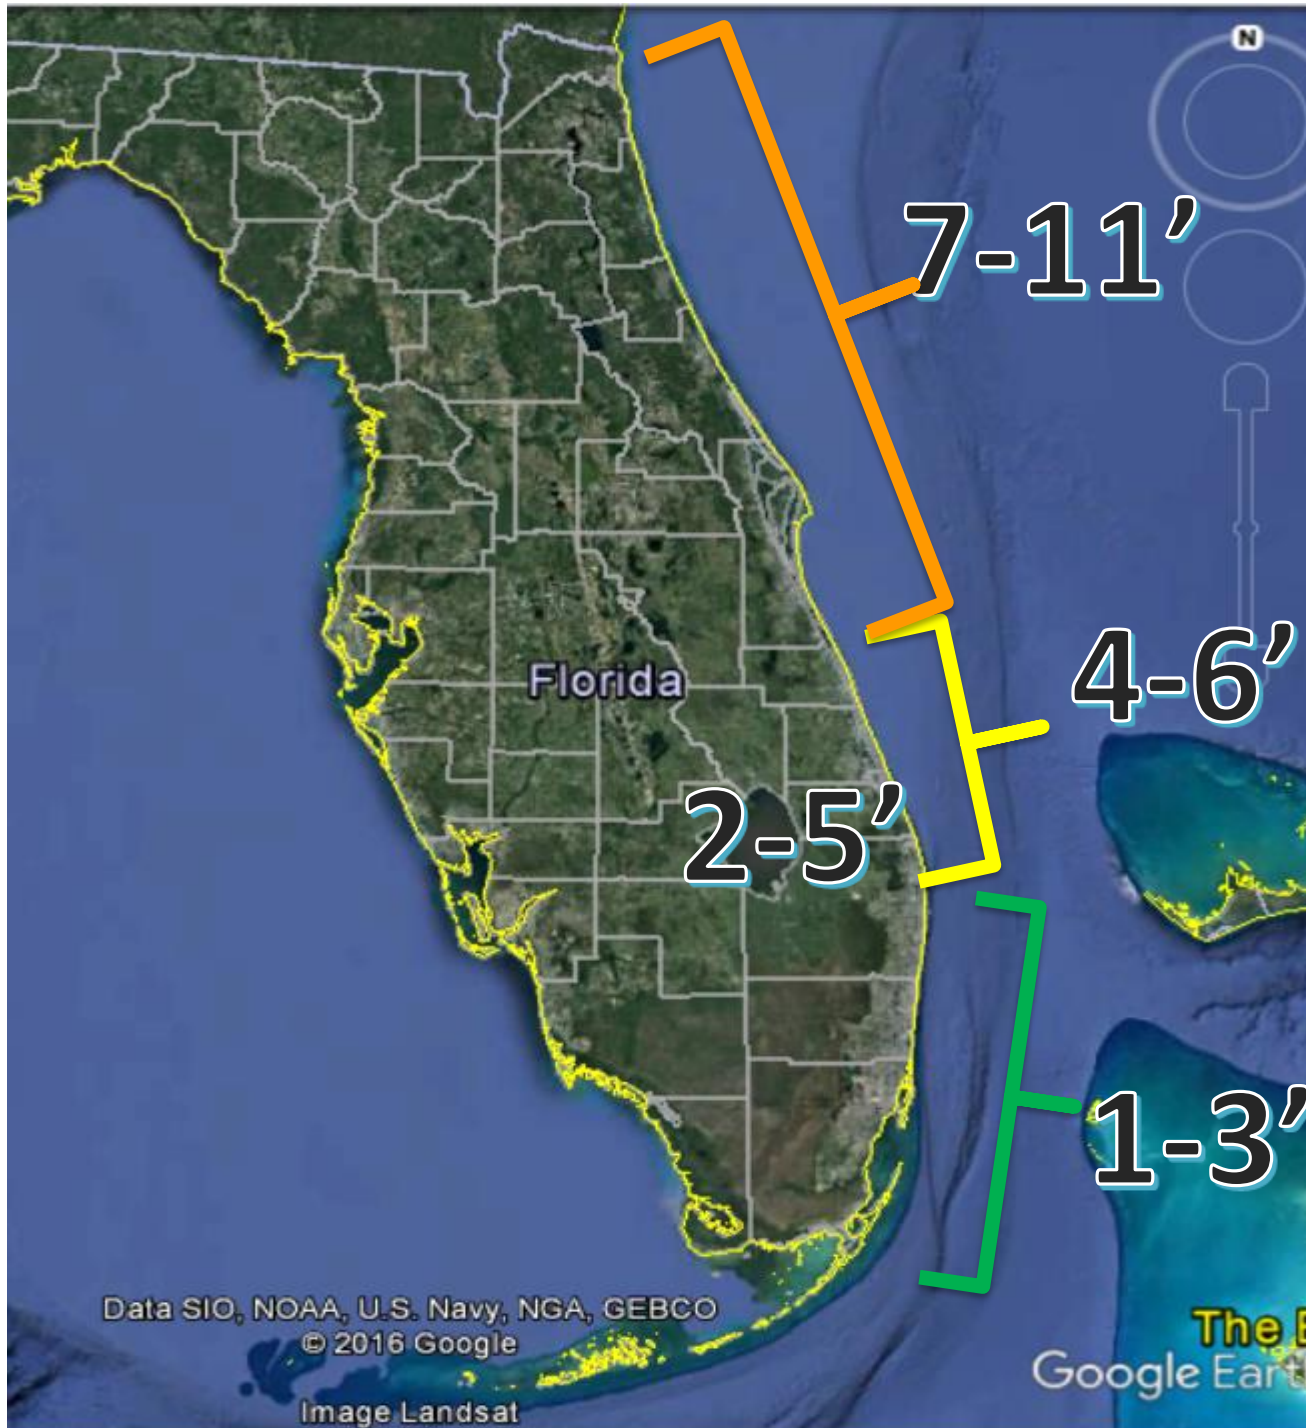 N
7-11’
4-6’
Florida
2-5’
1-3’
Data SIO, NOAA, U.S. Navy, NGA, GEBCO
© 2016 Google
The
Google Eart
Image Landsat